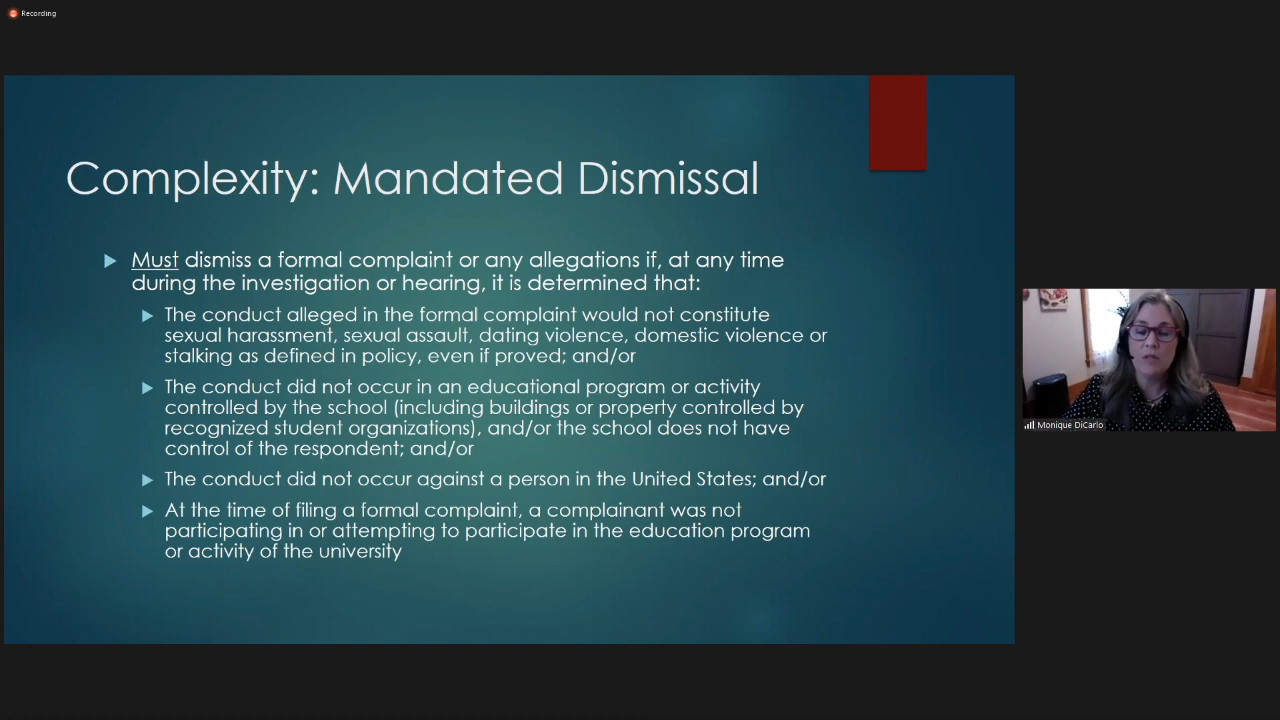 Recording
Complexity: Mandated Dismissal
Must dismiss a formal complaint or any allegations if, at any time
during the investigation or hearing, it is determined that:
The conduct alleged in the formal complaint would not constitute
sexual harassment, sexual assault, dating violence, domestic violence or
stalking as defined in policy, even if proved; and/or
The conduct did not occur in an educational program or activity
controlled by the school (including buildings or property controlled by
recognized student organizations), and/or the school does not have
control of the respondent; and/or
The conduct did not occur against a person in the United States; and/or
At the time of filing a formal complaint, a complainant was not
participating in or attempting to participate in the education program
or activity of the university
Monique DiCarlo